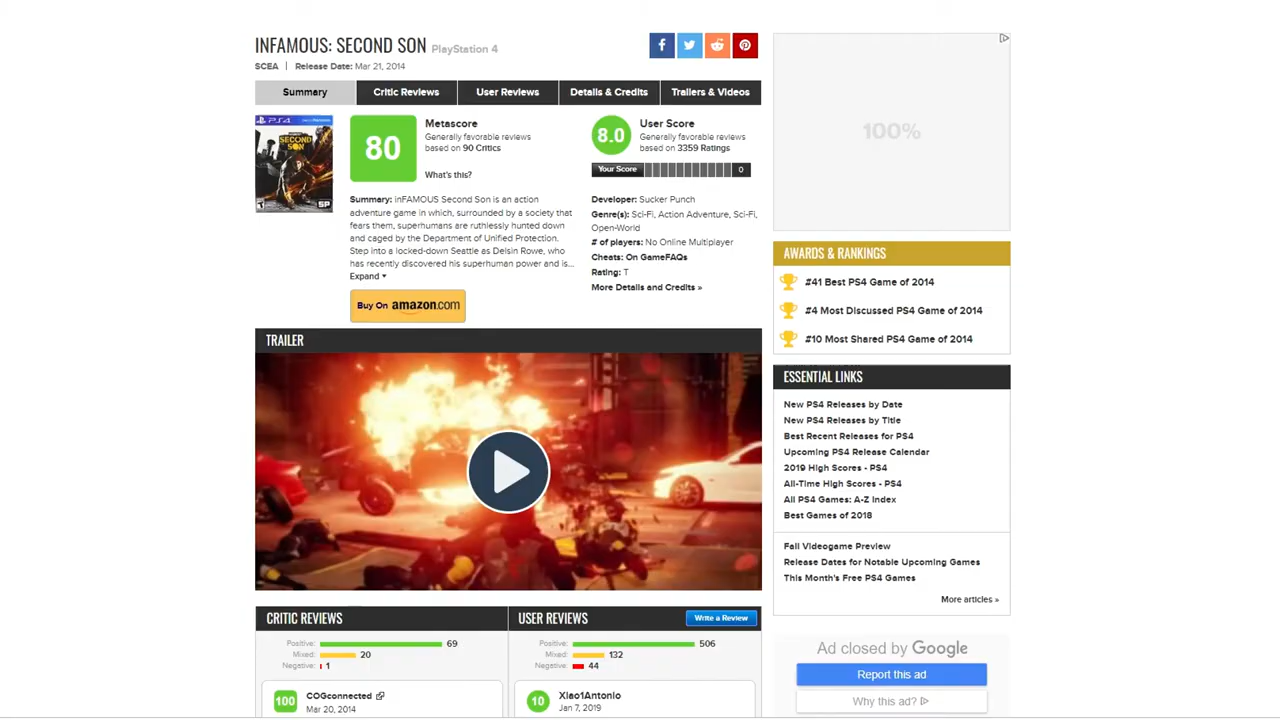 INFAMOUS: SECOND SON PlayStation 4
SCEA | Release Date: Mar 21, 2014
Summary
Critic Reviews
User Reviews
Details & Credits
Trailers & Videos
PS4
SECOND SON
SP
80
Metascore
Generally favorable reviews
based on 90 Critics
What's this?
8.0
User Score
Generally favorable reviews
based on 3359 Ratings
Your Score
0
Summary: inFAMOUS Second Son is an action
adventure game in which, surrounded by a society that
fears them, superhumans are ruthlessly hunted down
and caged by the Department of Unified Protection.
Step into a locked-down Seattle as Delsin Rowe, who
has recently discovered his superhuman power and is...
Expand
Buy On amazon.com
Developer: Sucker Punch
Genre(s): Sci-Fi, Action Adventure, Sci-Fi,
Open-World
# of players: No Online Multiplayer
Cheats: On GameFAQs
Rating: T
More Details and Credits »
TRAILER
CRITIC REVIEWS
Positive: 69
Mixed: 20
Negative: 1
100
COGconnected
Mar 20, 2014
USER REVIEWS
Write a Review
Positive: 506
Mixed: 132
Negative: 44
10
Xiao1Antonio
Jan 7, 2019
100%
AWARDS & RANKINGS
#41 Best PS4 Game of 2014
#4 Most Discussed PS4 Game of 2014
#10 Most Shared PS4 Game of 2014
ESSENTIAL LINKS
New PS4 Releases by Date
New PS4 Releases by Title
Best Recent Releases for PS4
Upcoming PS4 Release Calendar
2019 High Scores - PS4
All-Time High Scores - PS4
All PS4 Games: A-Z Index
Best Games of 2018
Fall Videogame Preview
Release Dates for Notable Upcoming Games
This Month's Free PS4 Games
More articles »
Ad closed by Google
Report this ad
Why this ad?